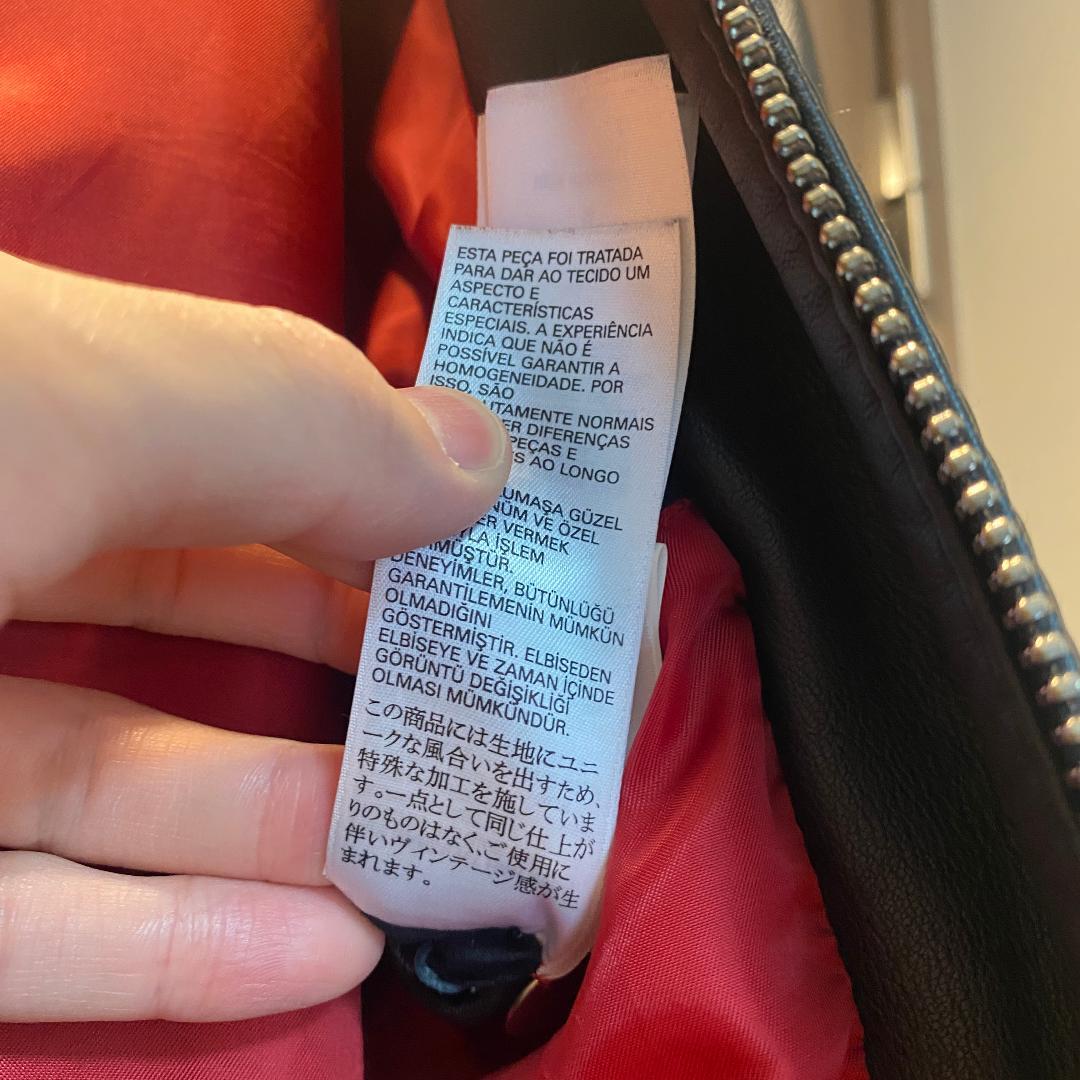 ESTA PEÇA FOI TRATADA
PARA DAR AO TECIDO UM
ASPECTO E
CARACTERÍSTICAS
ESPECIAIS. A EXPERIÊNCIA
INDICA QUE NÃO É
POSSÍVEL GARANTIR A
HOMOGENEIDADE. POR
ISSO, SÃO
NORMAIS
DIFERENÇAS
E
AO LONGO
GÜZEL
VE ÖZEL
VERMEK
İŞLEM
DENEYİMLER, BÜTÜNLÜĞÜ
GARANTİLEMENİN MÜMKÜN
OLMADIĞINI
GÖSTERMİŞTİR. ELBİSEDEN
ELBİSEYE VE ZAMAN İÇİNDE
GÖRÜNTÜ DEĞİŞİKLİĞİ
OLMASI MÜMKÜNDÜR.
この商品には生地にユニ
ークな風合いを出すため、
特殊な加工を施していま
す。一点として同じ仕上が
りのものはなく、ご使用に
伴いヴィンテージ感が生
まれます。